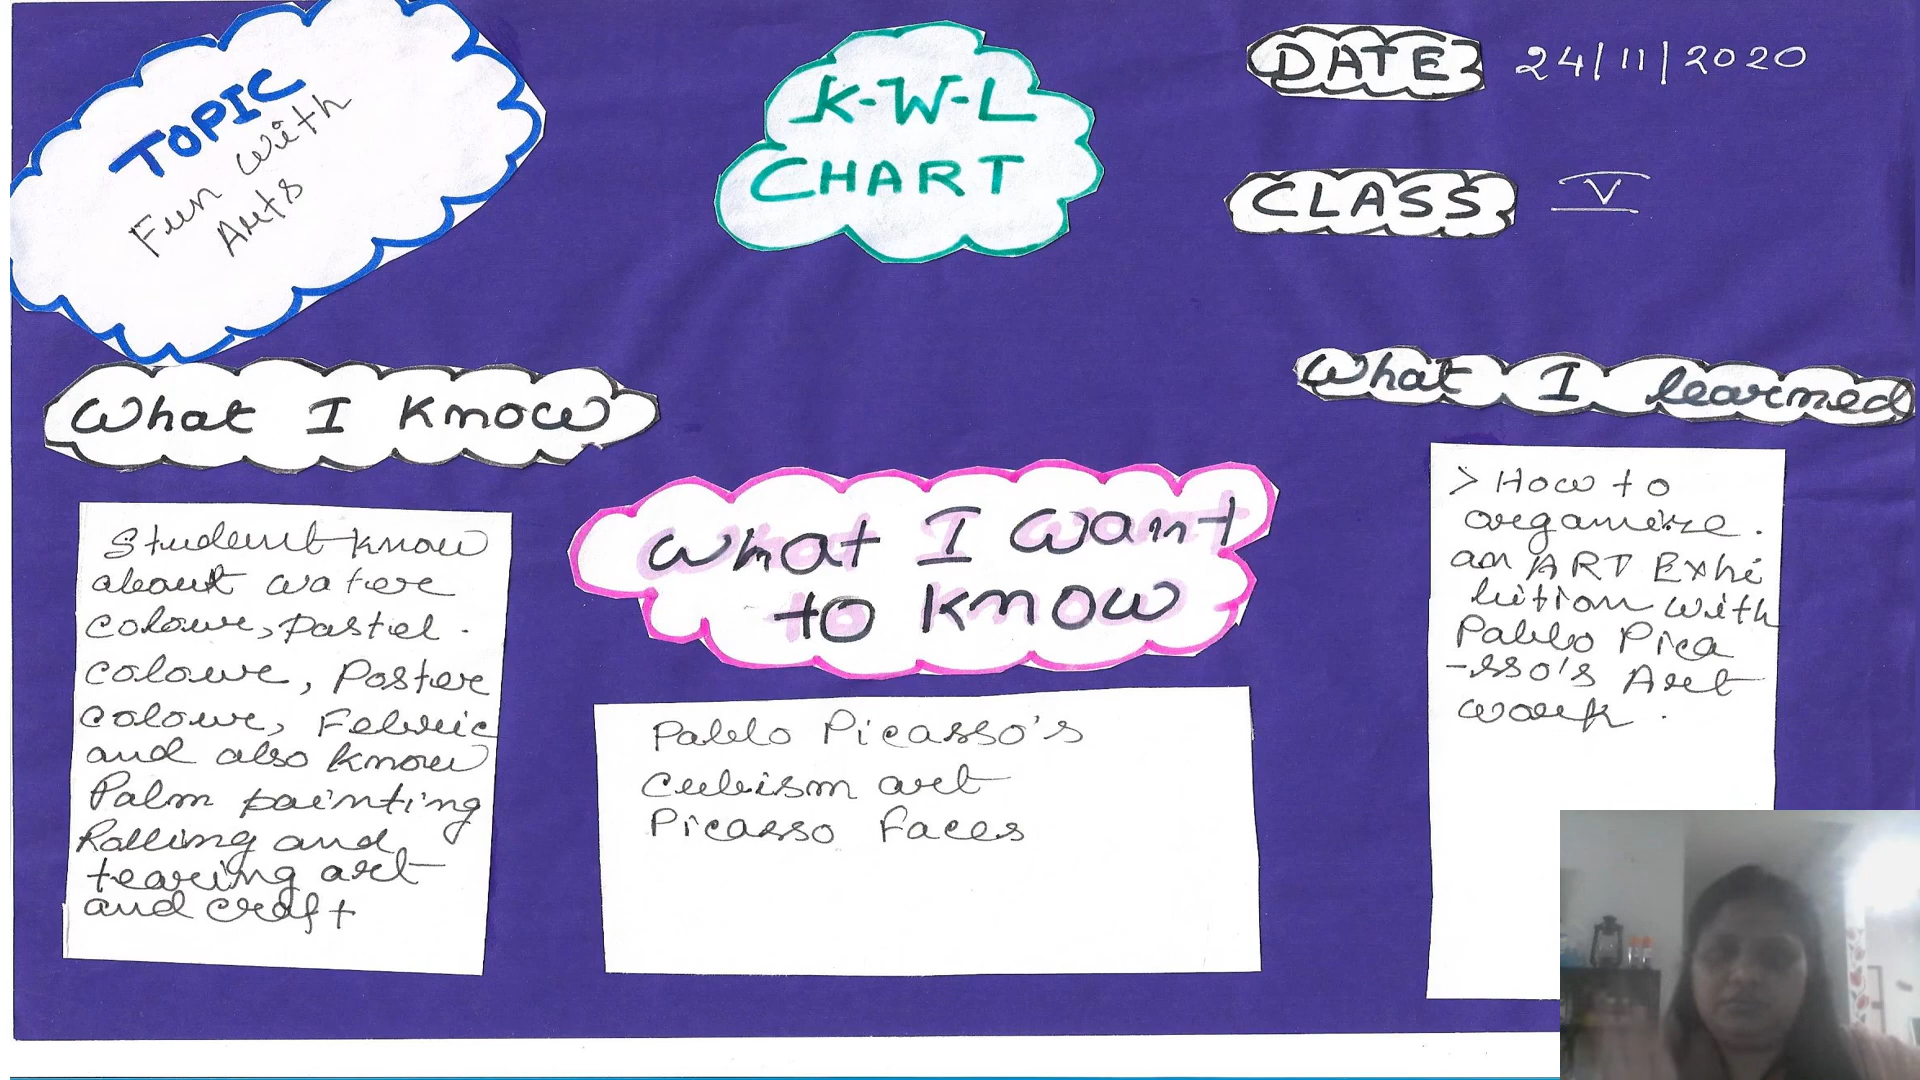 TOPIC
Fun with
Arts
K-W-L
CHART
DATE 24/11/2020
CLASS V
What I Know
Student know
about water
colour, pastel.
colour, Poster
colour, Febric
and also know
Palm painting
Rolling and
tearing art
and craft
What I want
to know
Pablo Picasso's
Cubism art
Picasso Faces
What I learned
> How to
organize.
an ART Exhi
bition with
Pablo Pica
-sso's Art
work.